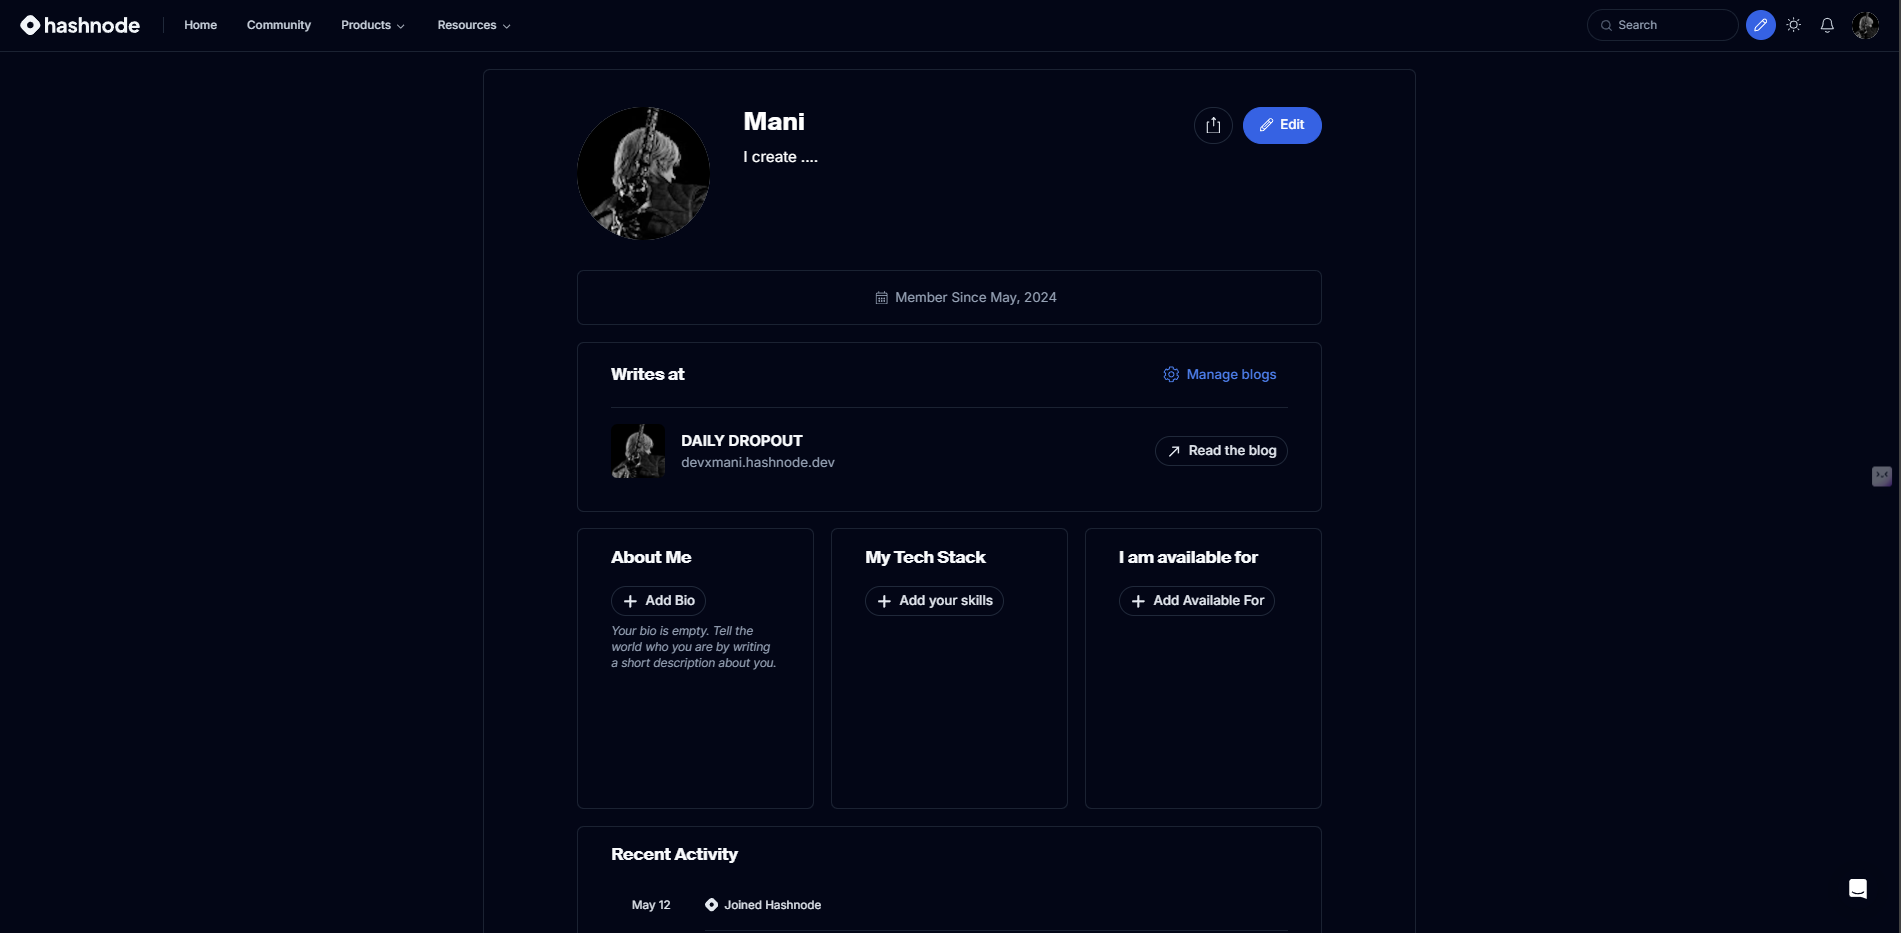 hashnode
Home
Community
Products
Resources
Search
Mani
Edit
I create ....
Member Since May, 2024
Writes at
Manage blogs
DAILY DROPOUT
devxmani.hashnode.dev
Read the blog
About Me
Add Bio
Your bio is empty. Tell the
world who you are by writing
a short description about you.
My Tech Stack
Add your skills
I am available for
Add Available For
Recent Activity
May 12
Joined Hashnode